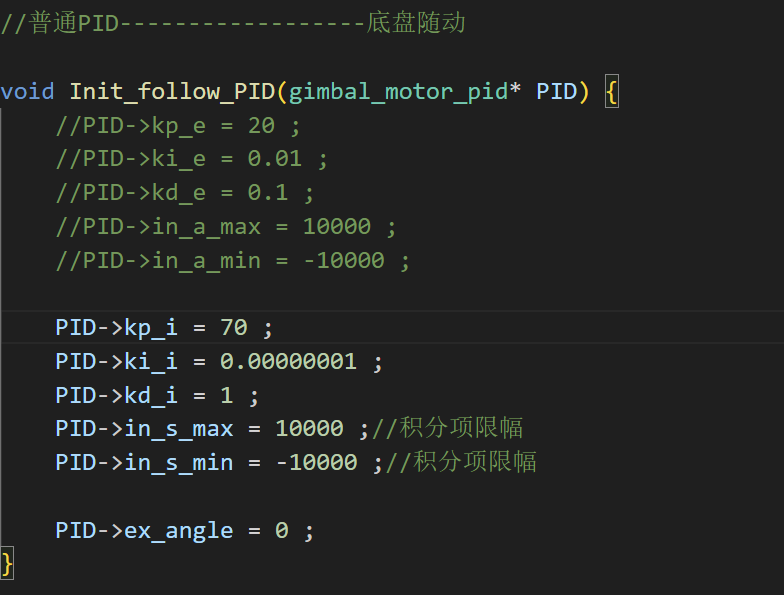 //普通PID------------------底盘随动
void Init_follow_PID(gimbal_motor_pid* PID) {
//PID->kp_e = 20 ;
//PID->ki_e = 0.01 ;
//PID->kd_e = 0.1 ;
//PID->in_a_max = 10000 ;
//PID->in_a_min = -10000 ;
PID->kp_i = 70 ;
PID->ki_i = 0.00000001 ;
PID->kd_i = 1 ;
PID->in_s_max = 10000 ;//积分项限幅
PID->in_s_min = -10000 ;//积分项限幅
PID->ex_angle = 0 ;
}